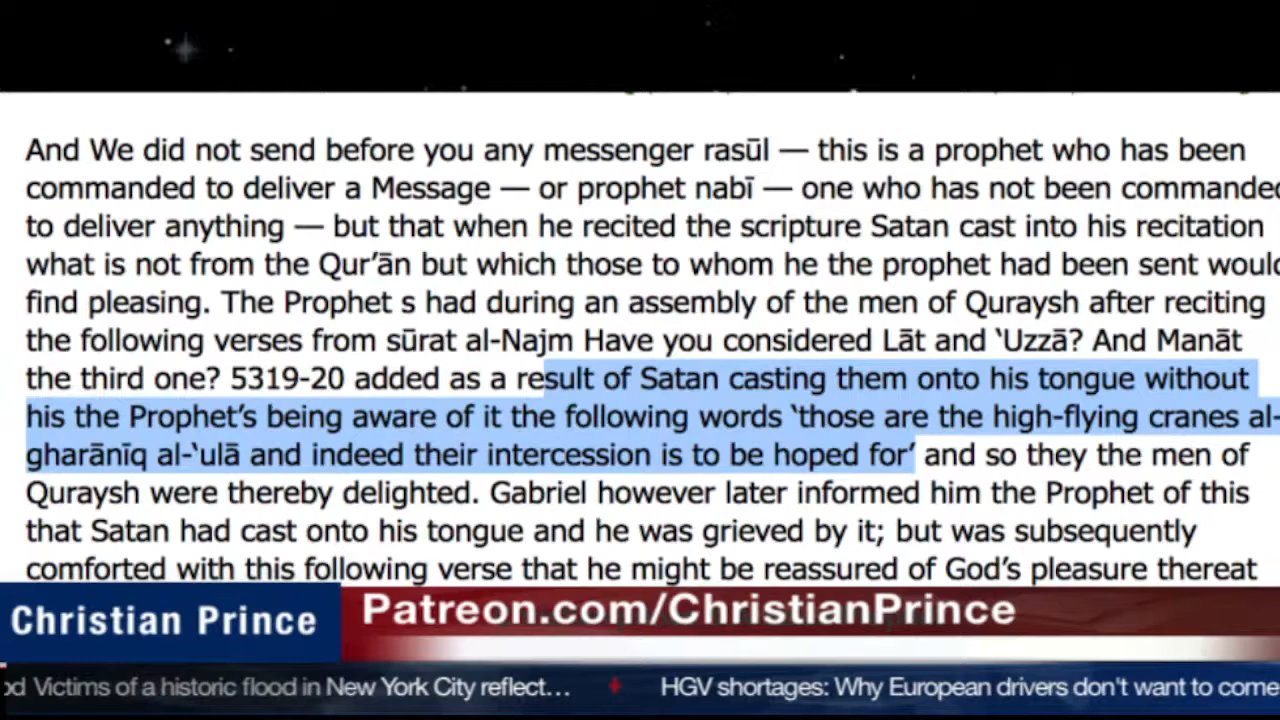 And We did not send before you any messenger rasūl — this is a prophet who has been
commanded to deliver a Message — or prophet nabī — one who has not been commanded
to deliver anything — but that when he recited the scripture Satan cast into his recitation
what is not from the Qur’ān but which those to whom he the prophet had been sent would
find pleasing. The Prophet s had during an assembly of the men of Quraysh after reciting
the following verses from sūrat al-Najm Have you considered Lāt and ‘Uzzā? And Manāt
the third one? 5319-20 added as a result of Satan casting them onto his tongue without
his the Prophet’s being aware of it the following words ‘those are the high-flying cranes al-
gharānīq al-‘ulā and indeed their intercession is to be hoped for’ and so they the men of
Quraysh were thereby delighted. Gabriel however later informed him the Prophet of this
that Satan had cast onto his tongue and he was grieved by it; but was subsequently
comforted with this following verse that he might be reassured of God’s pleasure thereat
Christian Prince
Patreon.com/ChristianPrince
Victims of a historic flood in New York City reflect... HGV shortages: Why European drivers don't want to come